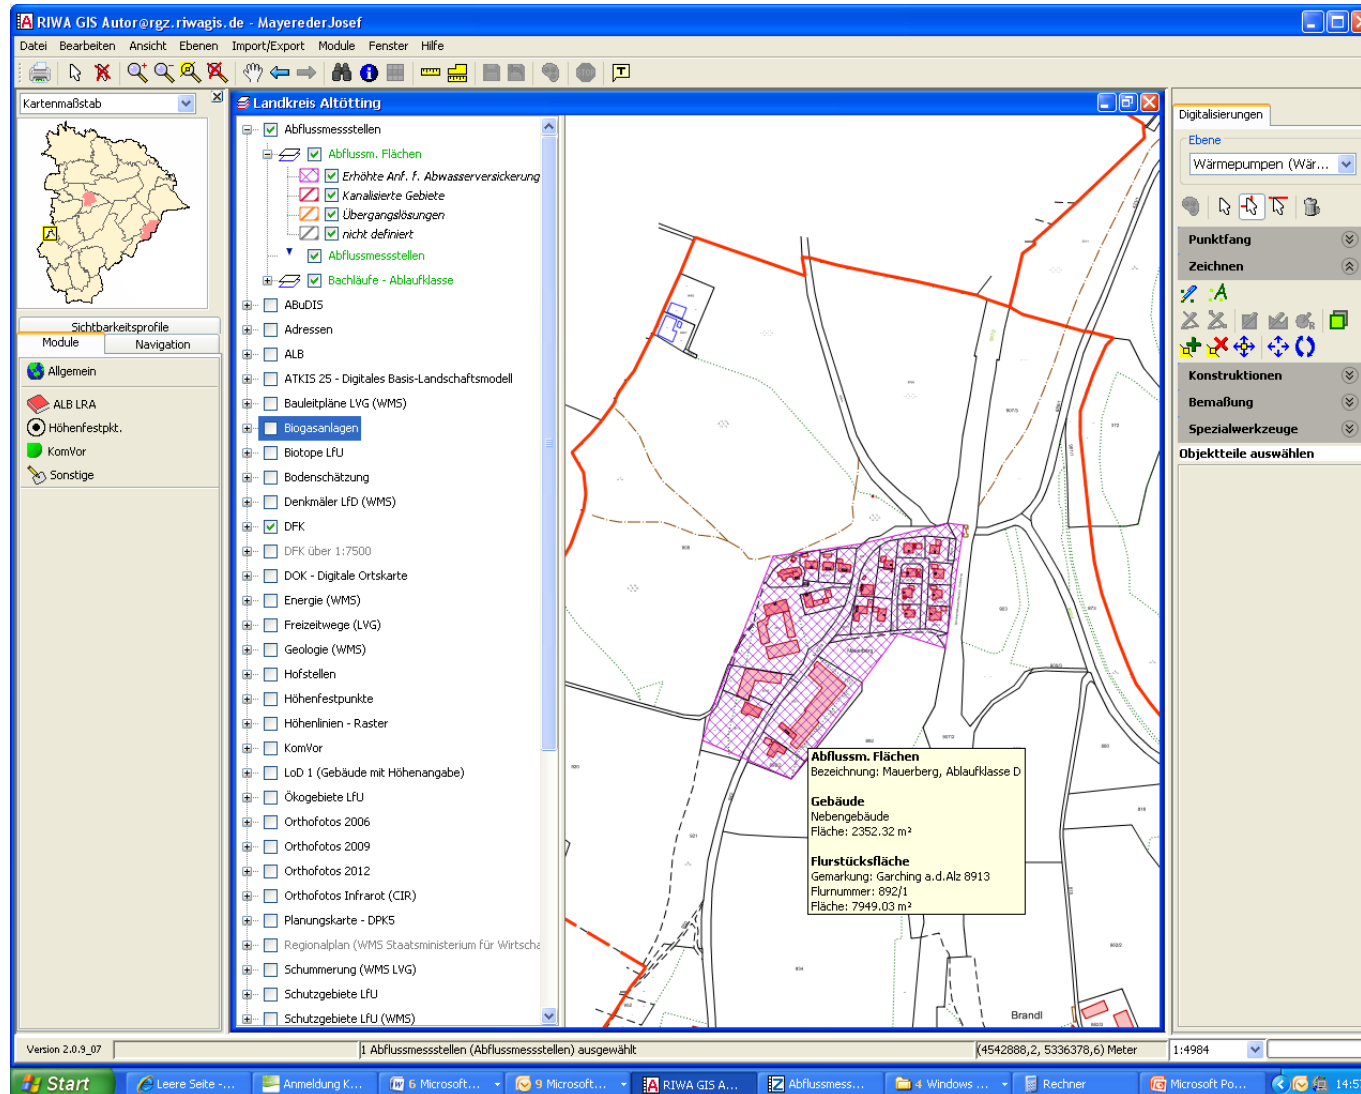 RIWA GIS Autor@rgz.riwagis.de - MayerederJosef
Datei Bearbeiten Ansicht Ebenen Import/Export Module Fenster Hilfe
Kartenmaßstab
Sichtbarkeitsprofile
Module Navigation
Allgemein
ALB LRA
Höhenfestpkt.
KomVor
Sonstige
Landkreis Altötting
Abflussmessstellen
Abflussm. Flächen
Erhöhte Anf. f. Abwasserversickerung
Kanalisierte Gebiete
Übergangslösungen
nicht definiert
Abflussmessstellen
Bachläufe - Ablaufklasse
ABuDIS
Adressen
ALB
ATKIS 25 - Digitales Basis-Landschaftsmodell
Bauleitpläne LVG (WMS)
Biogasanlagen
Biotope LfU
Bodenschätzung
Denkmäler LfD (WMS)
DFK
DFK über 1:7500
DOK - Digitale Ortskarte
Energie (WMS)
Freizeitwege (LVG)
Geologie (WMS)
Hofstellen
Höhenfestpunkte
Höhenlinien - Raster
KomVor
LoD 1 (Gebäude mit Höhenangabe)
Ökogebiete LfU
Orthofotos 2006
Orthofotos 2009
Orthofotos 2012
Orthofotos Infrarot (CIR)
Planungskarte - DPK5
Regionalplan (WMS Staatsministerium für Wirtscha
Schummerung (WMS LVG)
Schutzgebiete LfU
Schutzgebiete LfU (WMS)
Mauerberg
Abflussm. Flächen
Bezeichnung: Mauerberg, Ablaufklasse D
Gebäude
Nebengebäude
Fläche: 2352.32 m²
Flurstücksfläche
Gemarkung: Garching a.d.Alz 8913
Flurnummer: 892/1
Fläche: 7949.03 m²
Brandl
Digitalisierungen
Ebene
Wärmepumpen (Wär...
Punktfang
Zeichnen
Konstruktionen
Bemaßung
Spezialwerkzeuge
Objektteile auswählen
Version 2.0.9_07
1 Abflussmessstellen (Abflussmessstellen) ausgewählt
(4542888,2, 5336378,6) Meter
1:4984
Start
Leere Seite -...
Anmeldung K...
6 Microsoft...
9 Microsoft...
RIWA GIS A...
Abflussmess...
4 Windows ...
Rechner
Microsoft Po...